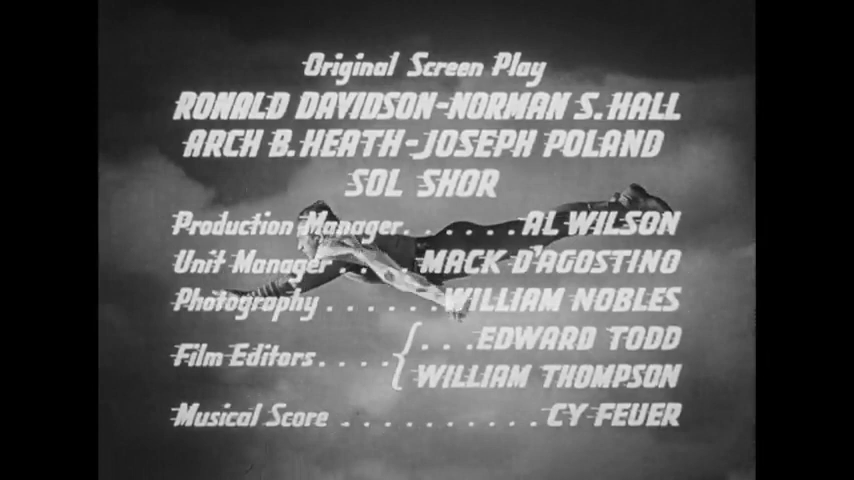 Original Screen Play
RONALD DAVIDSON-NORMAN S. HALL
ARCH B. HEATH-JOSEPH POLAND
SOL SHOR
Production Manager. . . . . . AL WILSON
Unit Manager. . . . . MACK D'AGOSTINO
Photography . . . . . . WILLIAM NOBLES
Film Editors. . . . { . . . EDWARD TODD
WILLIAM THOMPSON
Musical Score . . . . . . . . . . CY FEUER